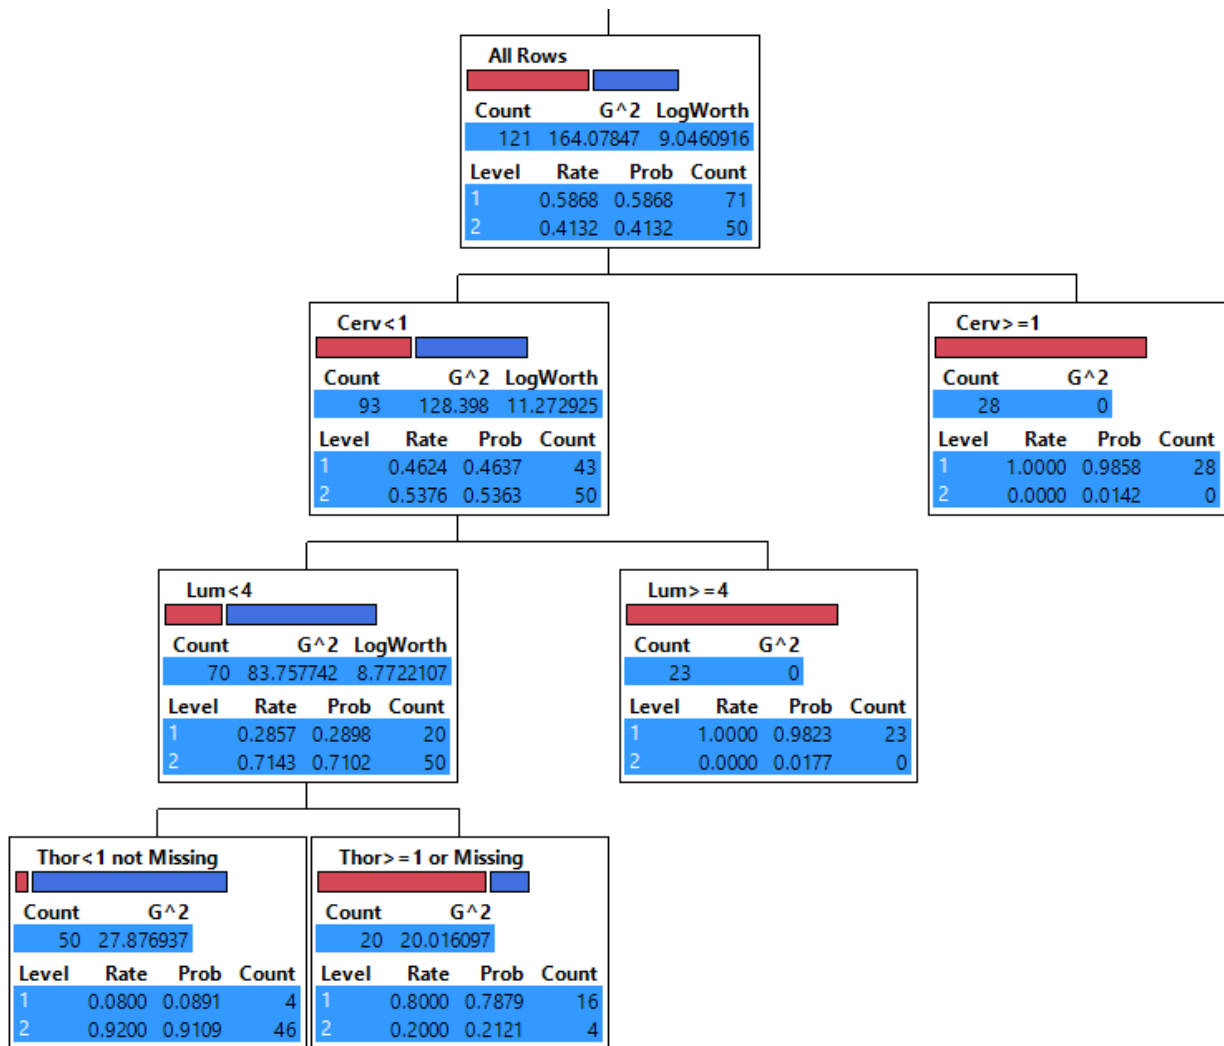 All Rows
Count G^2 LogWorth
121 164.07847 9.0460916
Level Rate Prob Count
1 0.5868 0.5868 71
2 0.4132 0.4132 50
Cerv<1
Count G^2 LogWorth
93 128.398 11.272925
Level Rate Prob Count
1 0.4624 0.4637 43
2 0.5376 0.5363 50
Cerv>=1
Count G^2
28 0
Level Rate Prob Count
1 1.0000 0.9858 28
2 0.0000 0.0142 0
Lum<4
Count G^2 LogWorth
70 83.757742 8.7722107
Level Rate Prob Count
1 0.2857 0.2898 20
2 0.7143 0.7102 50
Lum>=4
Count G^2
23 0
Level Rate Prob Count
1 1.0000 0.9823 23
2 0.0000 0.0177 0
Thor<1 not Missing
Count G^2
50 27.876937
Level Rate Prob Count
1 0.0800 0.0891 4
2 0.9200 0.9109 46
Thor>=1 or Missing
Count G^2
20 20.016097
Level Rate Prob Count
1 0.8000 0.7879 16
2 0.2000 0.2121 4